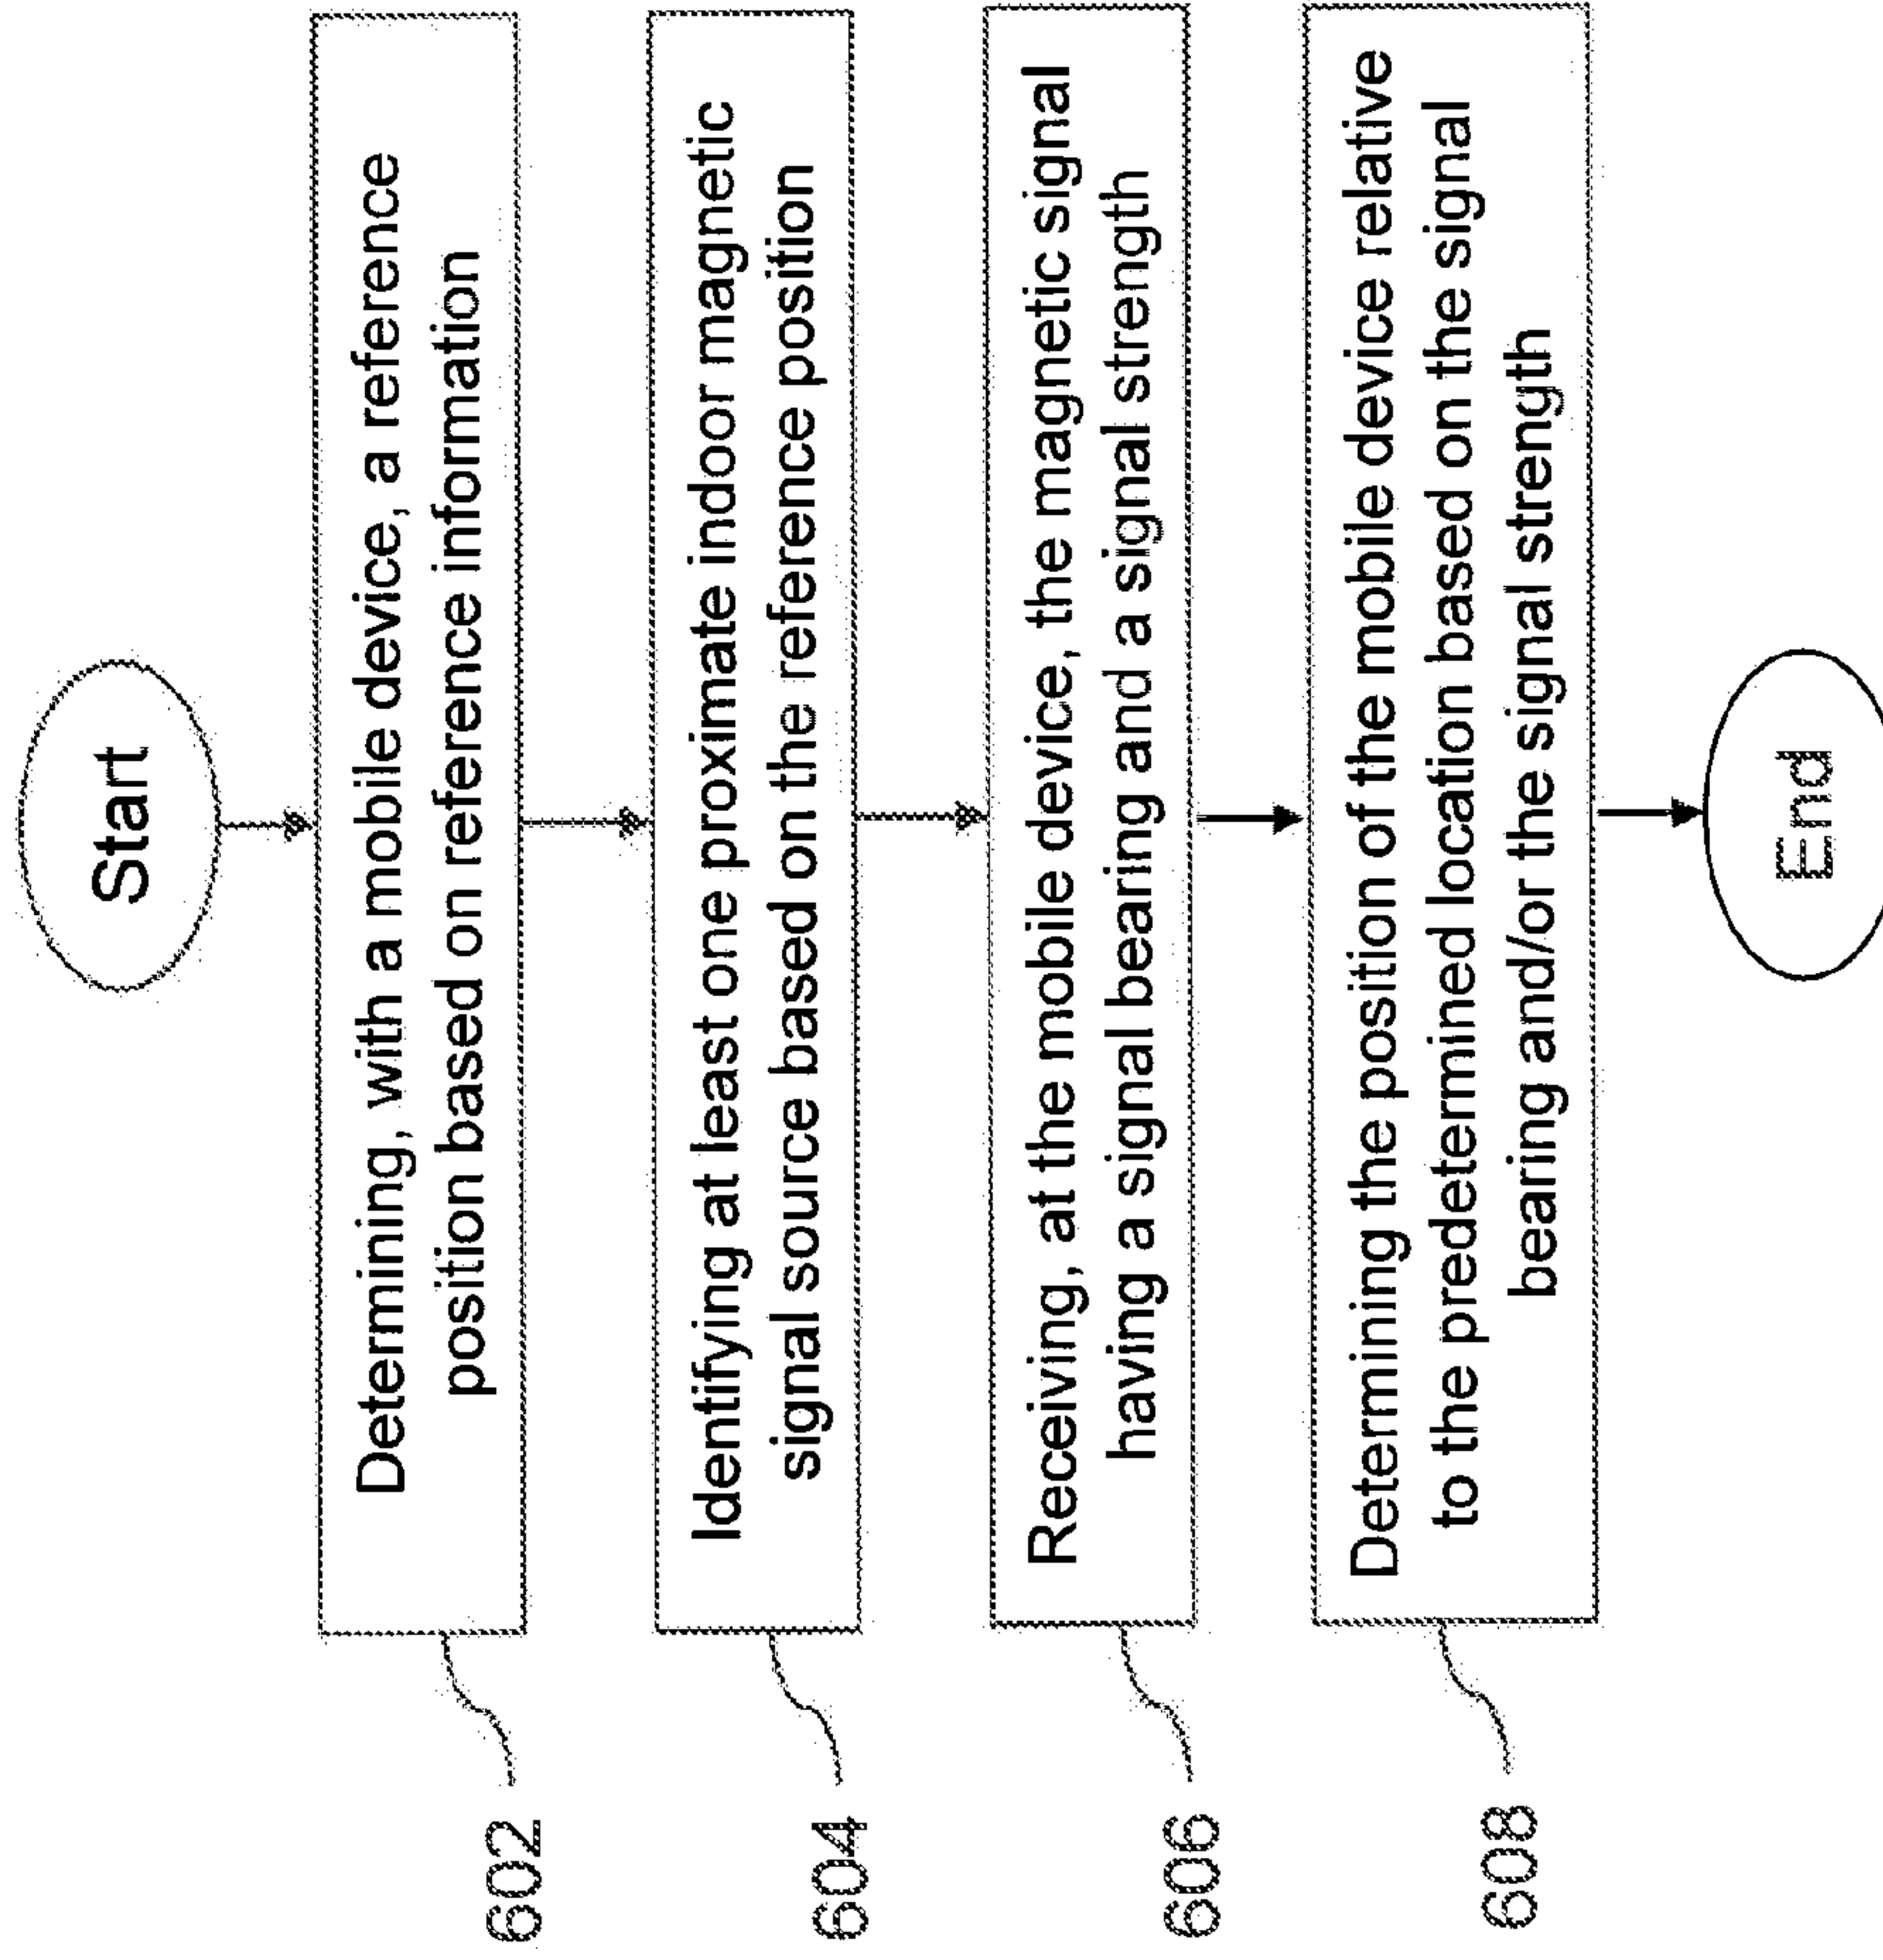 Start
Determining, with a mobile device, a reference
position based on reference information
602
Identifying at least one proximate indoor magnetic
signal source based on the reference position
604
Receiving, at the mobile device, the magnetic signal
having a signal bearing and a signal strength
606
Determining the position of the mobile device relative
to the predetermined location based on the signal
bearing and/or the signal strength
608
End